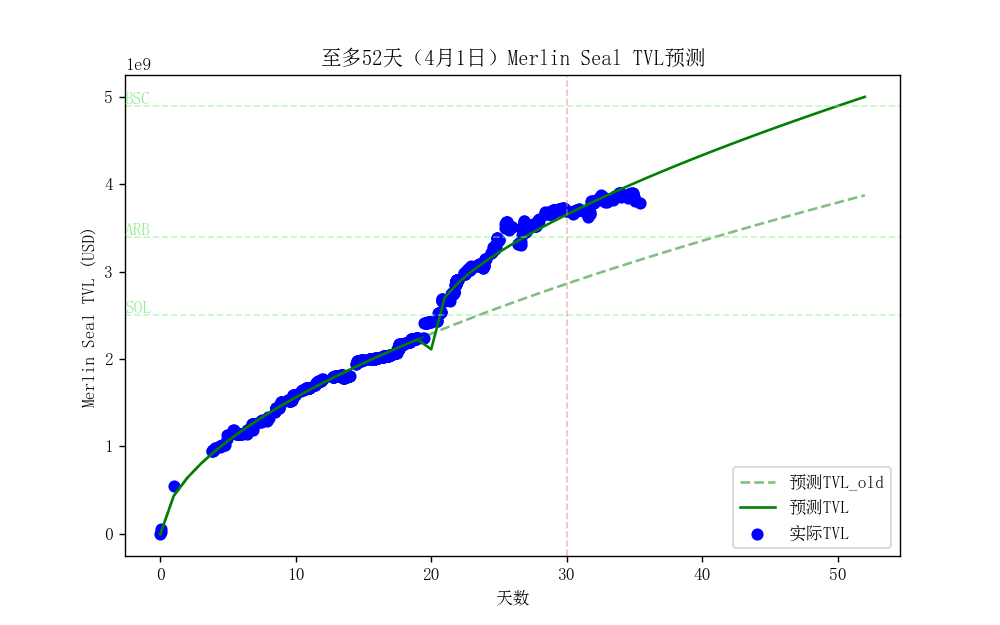 至多52天（4月1日）Merlin Seal TVL预测
1e9
5
4
3
2
1
0
Merlin Seal TVL (USD)
BSC
ARB
SOL
预测TVL_old
预测TVL
实际TVL
0 10 20 30 40 50
天数